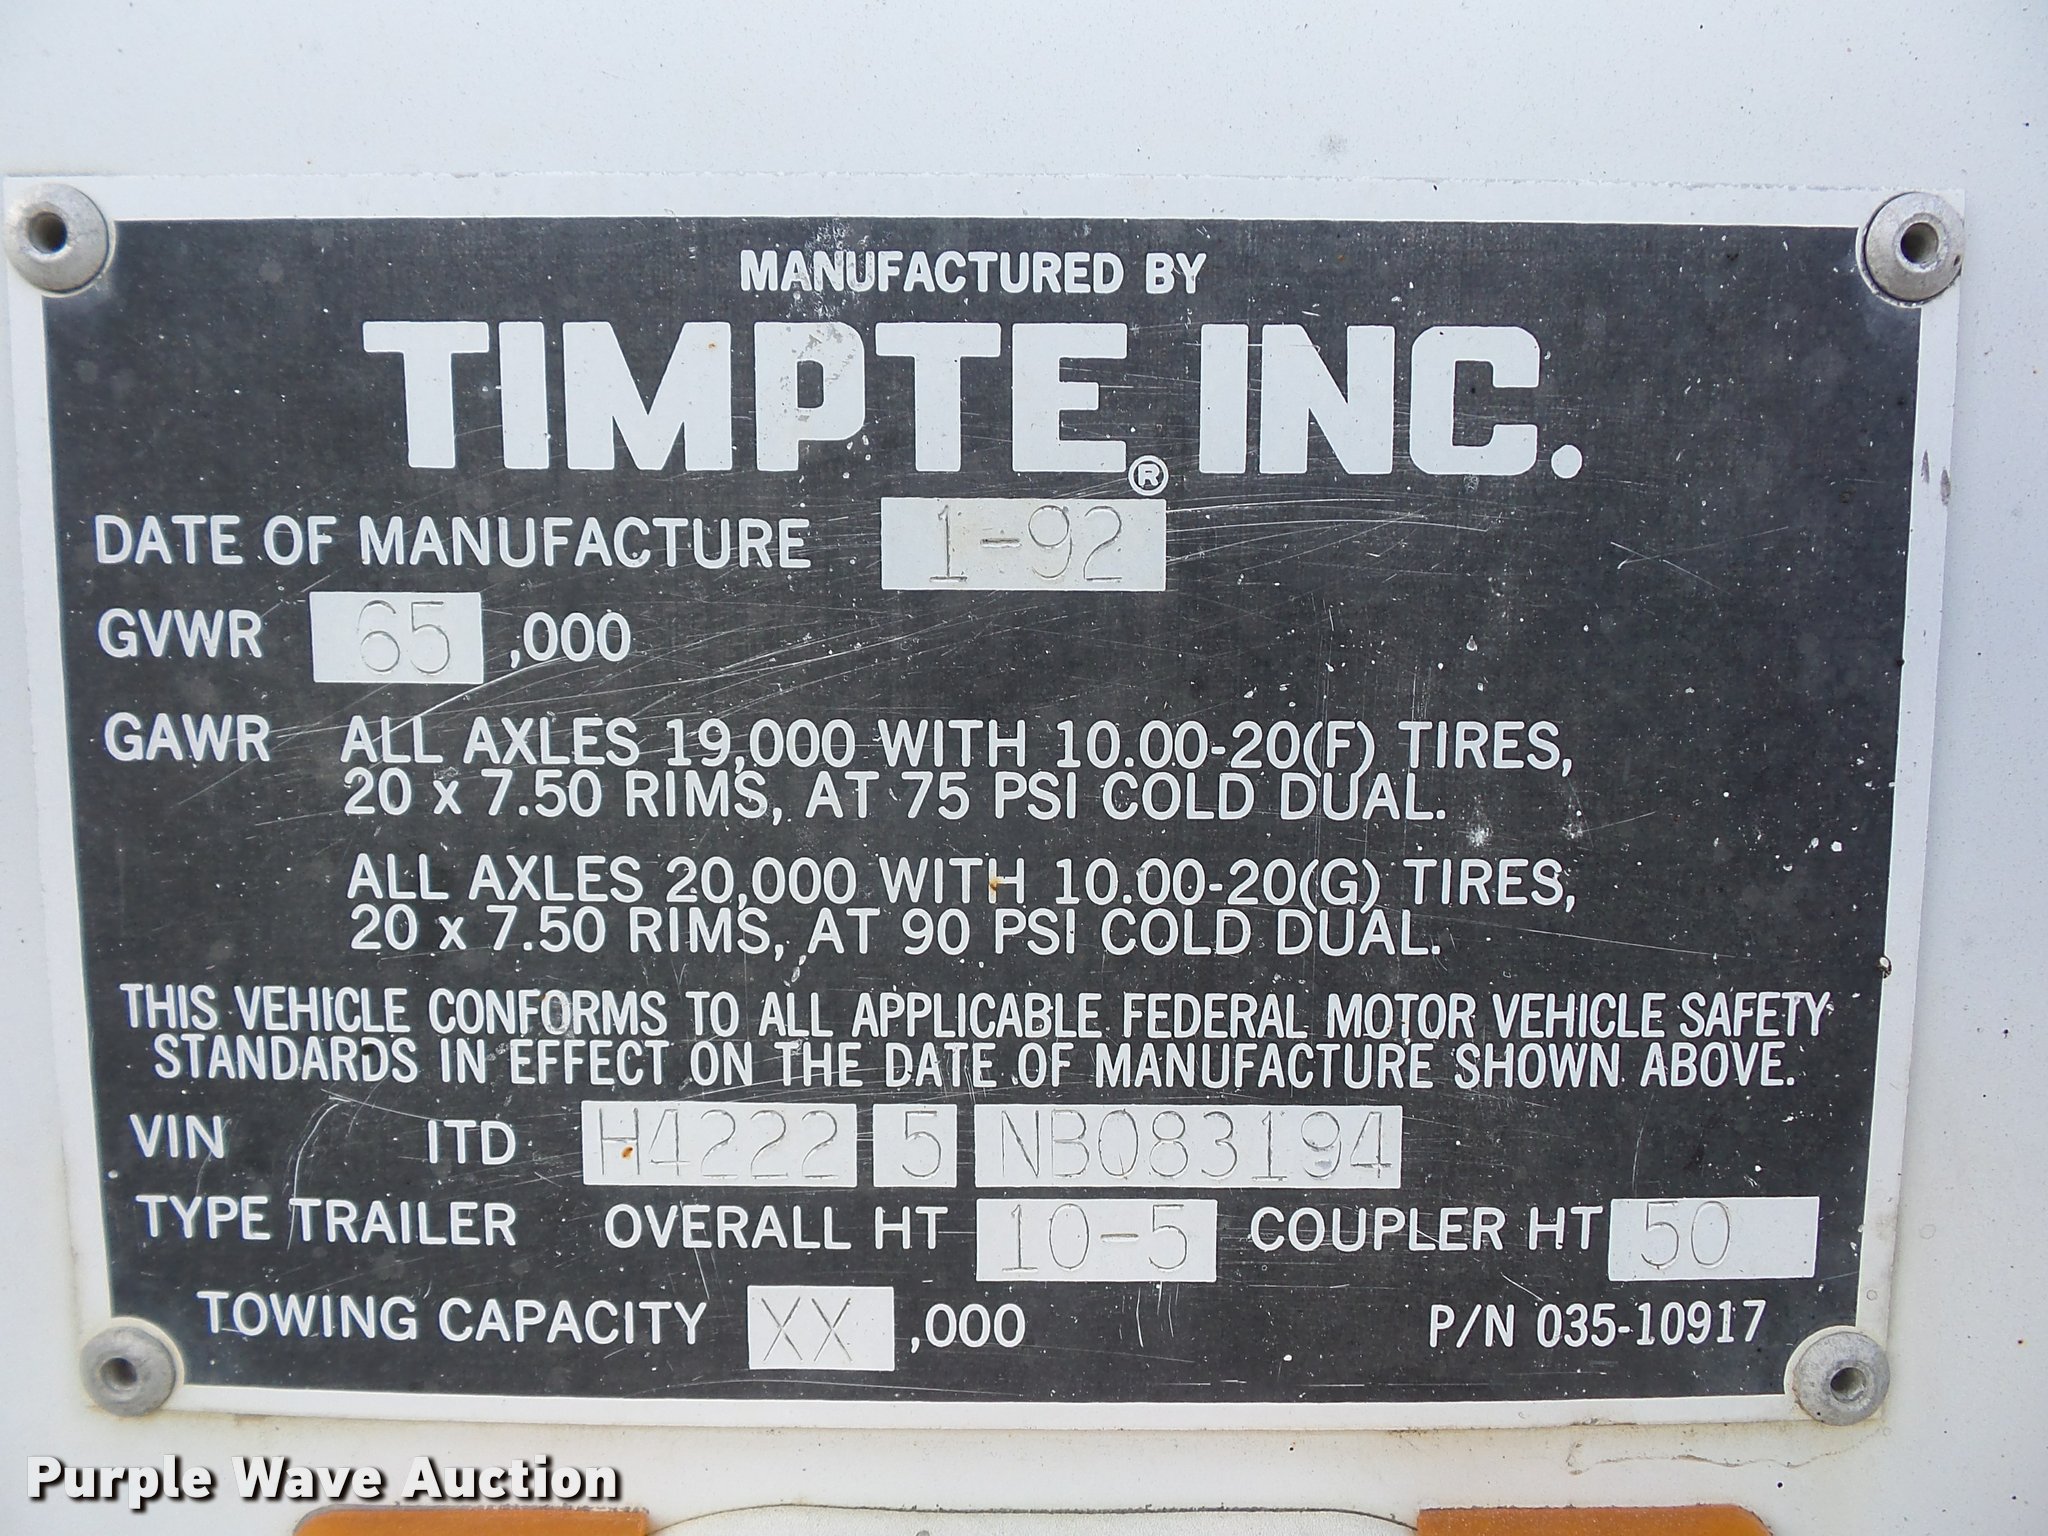 MANUFACTURED BY
TIMPTE® INC.
DATE OF MANUFACTURE 1-92
GVWR 65 ,000
GAWR ALL AXLES 19,000 WITH 10.00-20(F) TIRES,
20 x 7.50 RIMS, AT 75 PSI COLD DUAL.
ALL AXLES 20,000 WITH 10.00-20(G) TIRES,
20 x 7.50 RIMS, AT 90 PSI COLD DUAL.
THIS VEHICLE CONFORMS TO ALL APPLICABLE FEDERAL MOTOR VEHICLE SAFETY
STANDARDS IN EFFECT ON THE DATE OF MANUFACTURE SHOWN ABOVE.
VIN 1TD H4222 5 NB083194
TYPE TRAILER OVERALL HT 10-5 COUPLER HT 50
TOWING CAPACITY XX ,000 P/N 035-10917
Purple Wave Auction